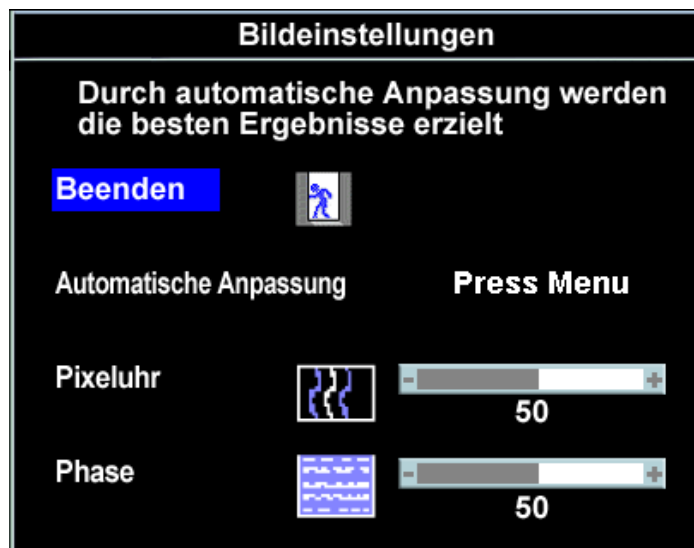 Bildeinstellungen
Durch automatische Anpassung werden
die besten Ergebnisse erzielt
Beenden
Automatische Anpassung Press Menu
Pixeluhr
- +
50
Phase
- +
50